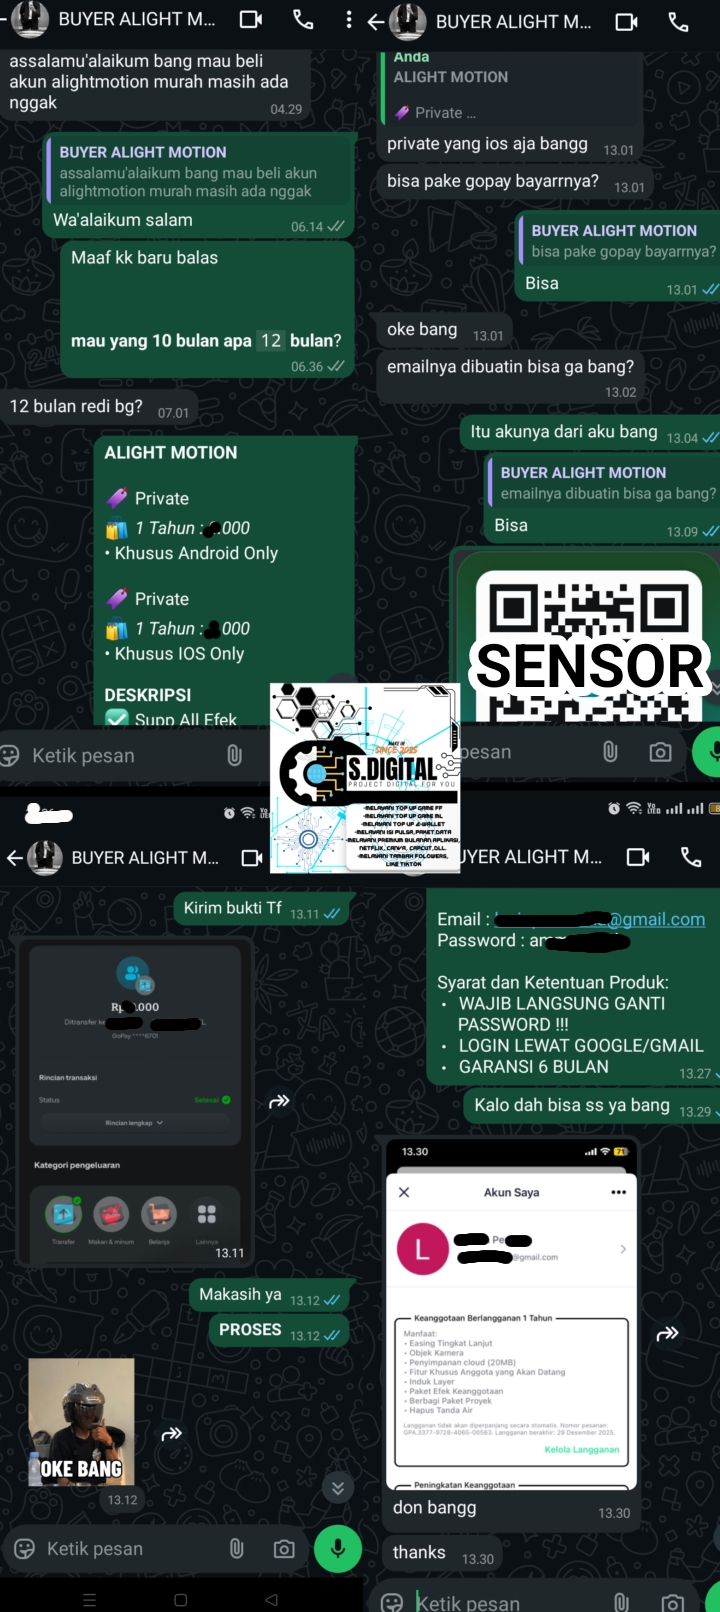 BUYER ALIGHT M...
assalamu'alaikum bang mau beli
akun alightmotion murah masih ada
nggak
04.29
BUYER ALIGHT MOTION
assalamu'alaikum bang mau beli akun
alightmotion murah masih ada nggak
Wa'alaikum salam
06.14
Maaf kk baru balas
mau yang 10 bulan apa 12 bulan?
06.36
12 bulan redi bg?
07.01
ALIGHT MOTION
Private
1 Tahun : 000
• Khusus Android Only
Private
1 Tahun : 000
• Khusus IOS Only
DESKRIPSI
Supp All Efek
Ketik pesan
BUYER ALIGHT M...
Anda
ALIGHT MOTION
Private ...
private yang ios aja bangg
13.01
bisa pake gopay bayarrnya?
13.01
BUYER ALIGHT MOTION
bisa pake gopay bayarrnya?
Bisa
13.01
oke bang
13.01
emailnya dibuatin bisa ga bang?
13.02
Itu akunya dari aku bang
13.04
BUYER ALIGHT MOTION
emailnya dibuatin bisa ga bang?
Bisa
13.09
SENSOR
pesan
MAKE IN
SINCE 2025
S.DIGITAL
PROJECT DIGITAL FOR YOU
-MELAYANI TOP UP GAME FF
-MELAYANI TOP UP GAME ML
-MELAYANI TOP UP E-WALLET
-MELAYANI ISI PULSA,PAKET DATA
-MELAYANI PREMIUM BULANAN APLIKASI,
NETFLIX, CANVA, CAPCUT,DLL.
-MELAYANI TAMBAH FOLOWERS,
LIKE TIKTOK
BUYER ALIGHT M...
Kirim bukti Tf
13.11
Rp .000
Ditransfer ke
GoPay ****6701
Rincian transaksi
Status
Selesai
Rincian lengkap
Kategori pengeluaran
Transfer
Makan & minum
Belanja
Lainnya
13.11
Makasih ya
13.12
PROSES
13.12
OKE BANG
13.12
Ketik pesan
UYER ALIGHT M...
Email : @gmail.com
Password : am
Syarat dan Ketentuan Produk:
• WAJIB LANGSUNG GANTI
PASSWORD !!!
• LOGIN LEWAT GOOGLE/GMAIL
• GARANSI 6 BULAN
13.27
Kalo dah bisa ss ya bang
13.29
13.30
71
Akun Saya
L
Pe
@gmail.com
Keanggotaan Berlangganan 1 Tahun
Manfaat:
• Easing Tingkat Lanjut
• Objek Kamera
• Penyimpanan cloud (20MB)
• Fitur Khusus Anggota yang Akan Datang
• Induk Layer
• Paket Efek Keanggotaan
• Berbagi Paket Proyek
• Hapus Tanda Air
Langganan tidak akan diperpanjang secara otomatis. Nomor pesanan:
GPA.3377-9728-4065-00563. Langganan berakhir: 29 Desember 2025.
Kelola Langganan
Peningkatan Keanggotaan
don bangg
13.30
thanks
13.30
Ketik pesan